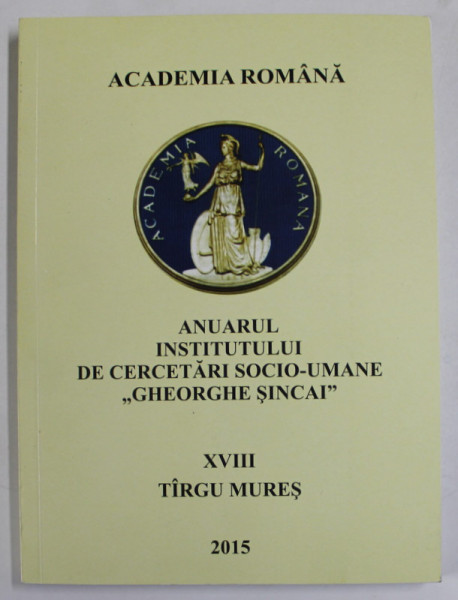 ACADEMIA ROMÂNĂ
ACADEMIA ROMANA
ANUARUL
INSTITUTULUI
DE CERCETĂRI SOCIO-UMANE
„GHEORGHE ŞINCAI”
XVIII
TÎRGU MUREŞ
2015